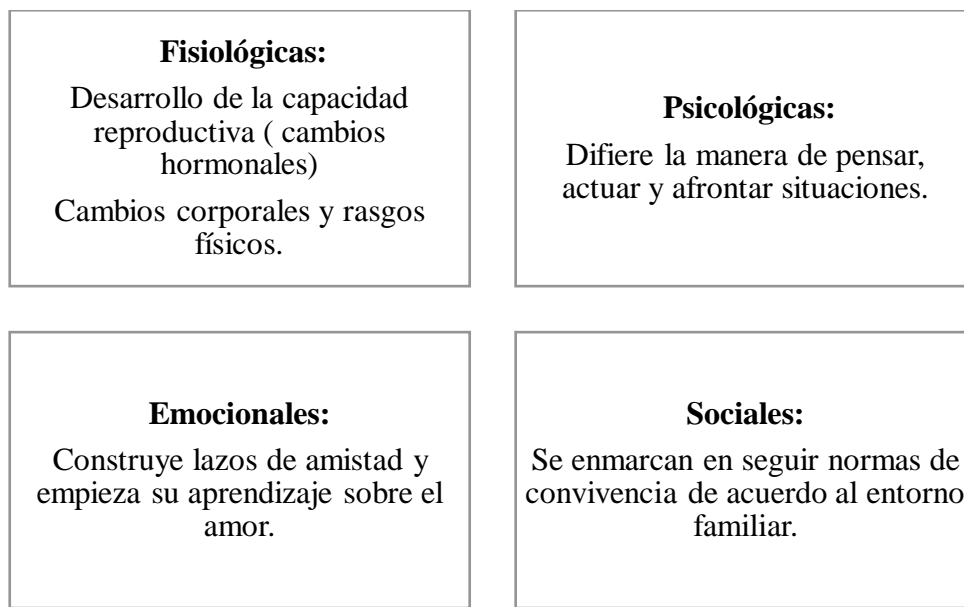 Fisiológicas:
Desarrollo de la capacidad
reproductiva ( cambios
hormonales)
Cambios corporales y rasgos
físicos.
Psicológicas:
Difiere la manera de pensar,
actuar y afrontar situaciones.
Emocionales:
Construye lazos de amistad y
empieza su aprendizaje sobre el
amor.
Sociales:
Se enmarcan en seguir normas de
convivencia de acuerdo al entorno
familiar.